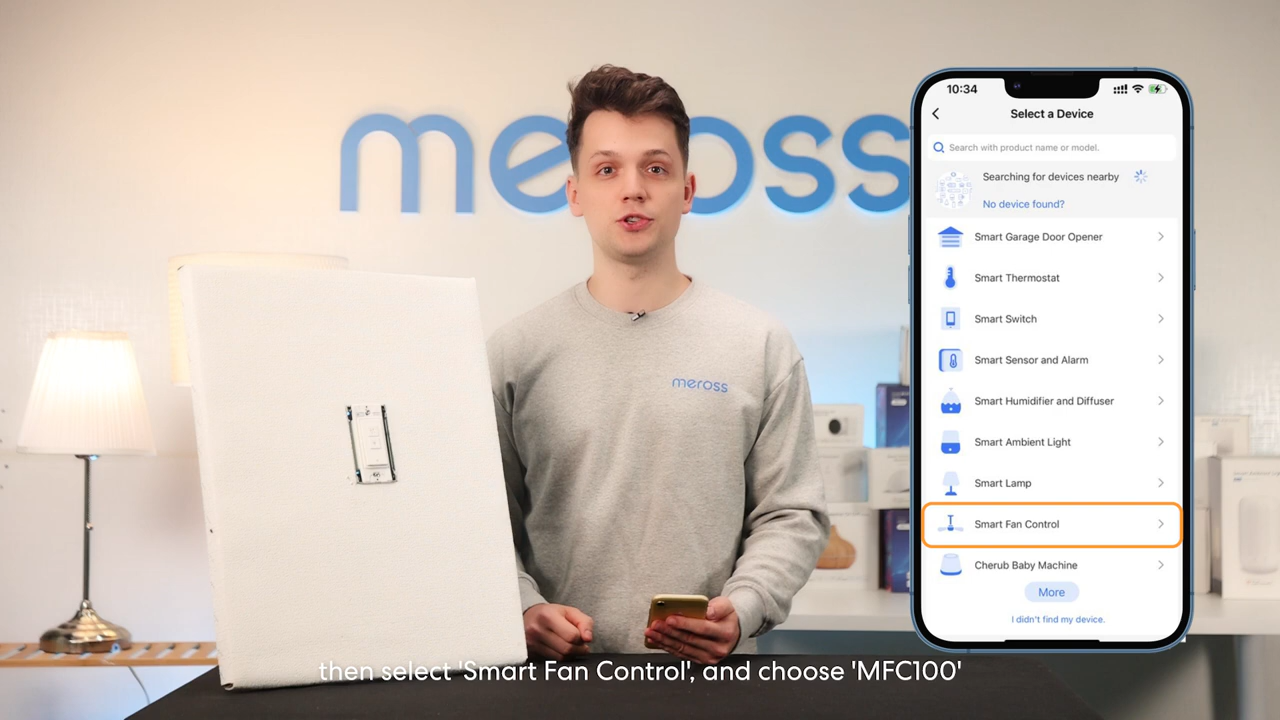 meross
meross
10:34
Select a Device
Search with product name or model.
Searching for devices nearby
No device found?
Smart Garage Door Opener
Smart Thermostat
Smart Switch
Smart Sensor and Alarm
Smart Humidifier and Diffuser
Smart Ambient Light
Smart Lamp
Smart Fan Control
Cherub Baby Machine
More
I didn't find my device.
then select 'Smart Fan Control', and choose 'MFC100'